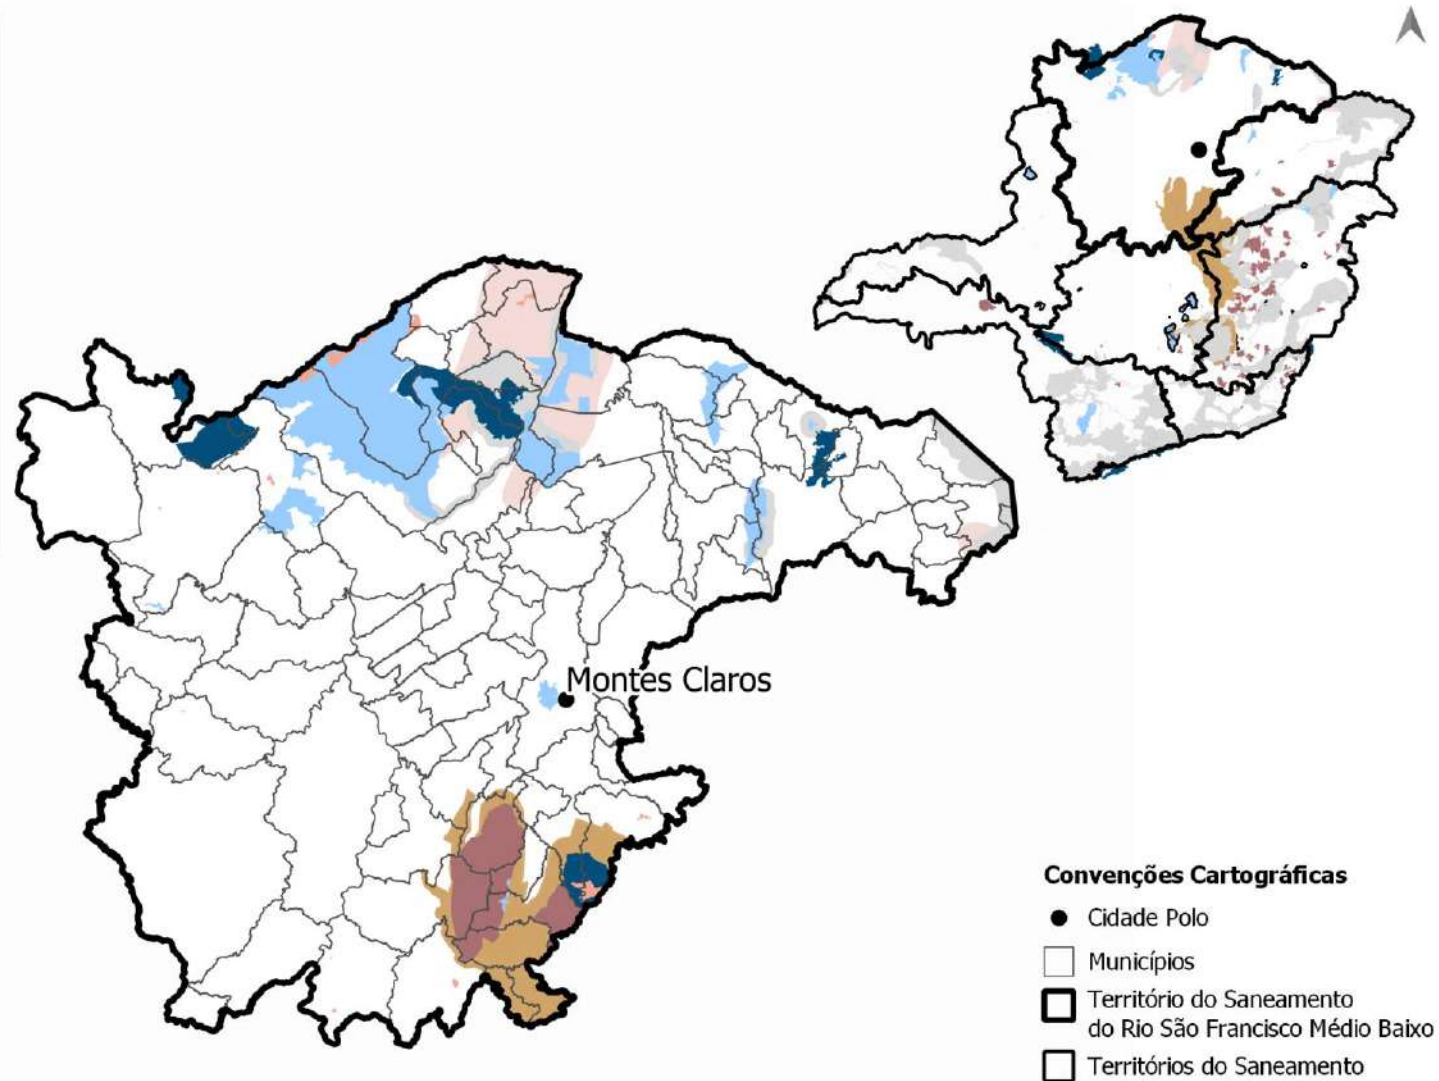 Montes Claros
Convenções Cartográficas
Cidade Polo
Municípios
Território do Saneamento
do Rio São Francisco Médio Baixo
Territórios do Saneamento